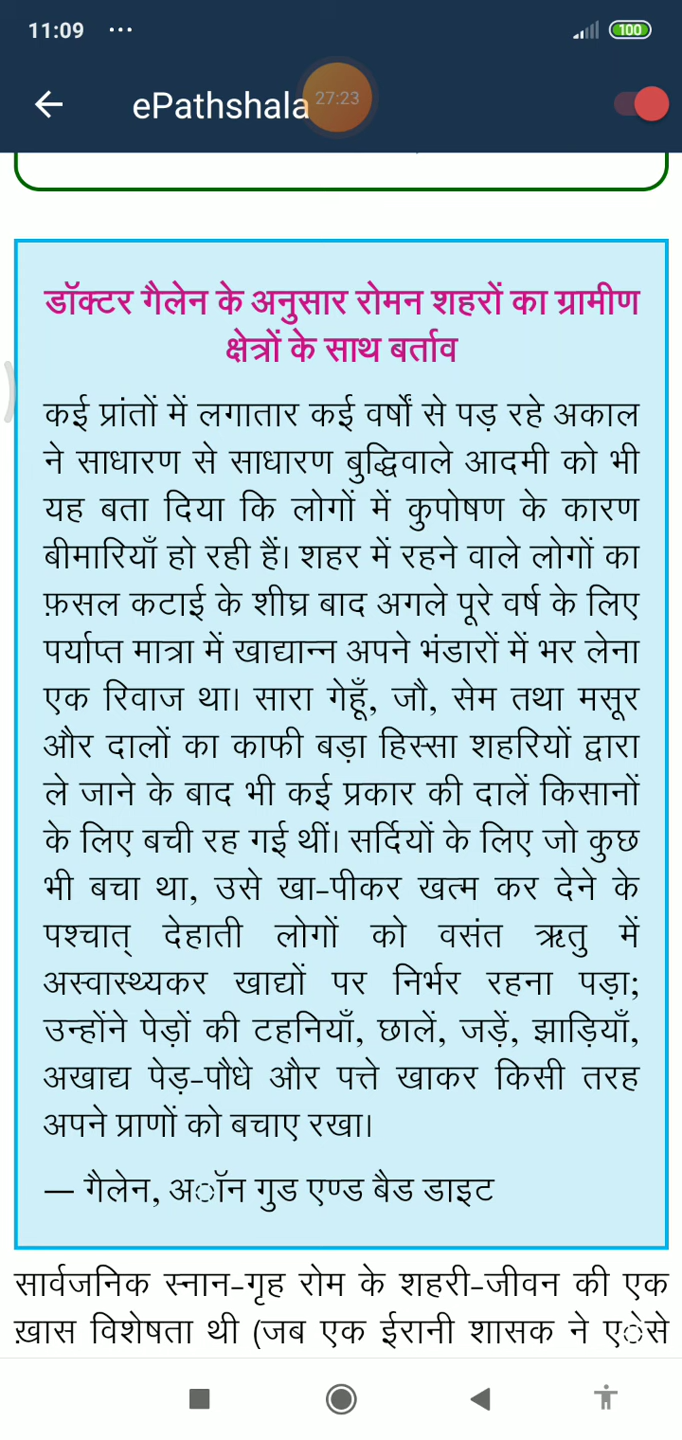 11:09 ... 100
ePathshala 27:23
डॉक्टर गैलेन के अनुसार रोमन शहरों का ग्रामीण
क्षेत्रों के साथ बर्ताव
कई प्रांतों में लगातार कई वर्षों से पड़ रहे अकाल
ने साधारण से साधारण बुद्धिवाले आदमी को भी
यह बता दिया कि लोगों में कुपोषण के कारण
बीमारियाँ हो रही हैं। शहर में रहने वाले लोगों का
फ़सल कटाई के शीघ्र बाद अगले पूरे वर्ष के लिए
पर्याप्त मात्रा में खाद्यान्न अपने भंडारों में भर लेना
एक रिवाज था। सारा गेहूँ, जौ, सेम तथा मसूर
और दालों का काफी बड़ा हिस्सा शहरियों द्वारा
ले जाने के बाद भी कई प्रकार की दालें किसानों
के लिए बची रह गई थीं। सर्दियों के लिए जो कुछ
भी बचा था, उसे खा-पीकर खत्म कर देने के
पश्चात् देहाती लोगों को वसंत ऋतु में
अस्वास्थ्यकर खाद्यों पर निर्भर रहना पड़ा;
उन्होंने पेड़ों की टहनियाँ, छालें, जड़ें, झाड़ियाँ,
अखाद्य पेड़-पौधे और पत्ते खाकर किसी तरह
अपने प्राणों को बचाए रखा।
— गैलेन, अॉन गुड एण्ड बैड डाइट
सार्वजनिक स्नान-गृह रोम के शहरी-जीवन की एक
ख़ास विशेषता थी (जब एक ईरानी शासक ने एेसे